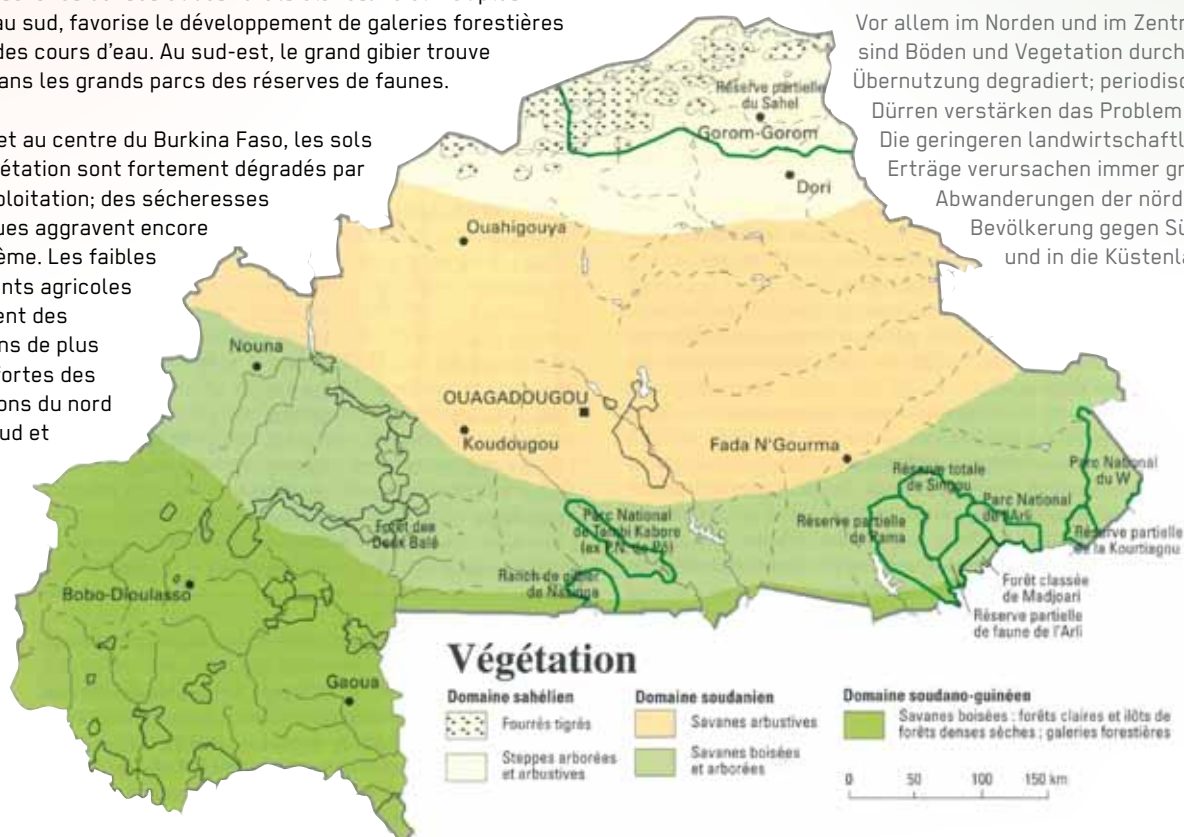 au sud, favorise le développement de galeries forestières
des cours d'eau. Au sud-est, le grand gibier trouve
ans les grands parcs des réserves de faunes.
et au centre du Burkina Faso, les sols
étation sont fortement dégradés par
ploitation; des sécheresses
ues aggravent encore
ème. Les faibles
nts agricoles
ent des
ns de plus
fortes des
ons du nord
ud et
Vor allem im Norden und im Zentr
sind Böden und Vegetation durch
Übernutzung degradiert; periodisc
Dürren verstärken das Problem
Die geringeren landwirtschaftl
Erträge verursachen immer gr
Abwanderungen der nörd
Bevölkerung gegen Sü
und in die Küstenla
Réserve partielle
du Sahel
Gorom-Gorom
Dori
Ouahigouya
Nouna
OUAGADOUGOU
Koudougou
Fada N'Gourma
Réserve totale
de Singou
Parc National
du W
Parc National
de l'Arli
Réserve partielle
de Pama
Réserve partielle
de la Kourtiagou
Parc National
de Tambi Kabore
(ex P.N. de Pô)
Forêt des
Deux Balé
Ranch de gibier
de Nazinga
Forêt classée
de Madjoari
Réserve partielle
de faune de l'Arli
Bobo-Dioulasso
Gaoua
Végétation
Domaine sahélien
Fourrés tigrés
Steppes arborées
et arbustives
Domaine soudanien
Savanes arbustives
Savanes boisées
et arborées
Domaine soudano-guinéen
Savanes boisées : forêts claires et ilôts de
forêts denses sèches ; galeries forestières
0 50 100 150 km